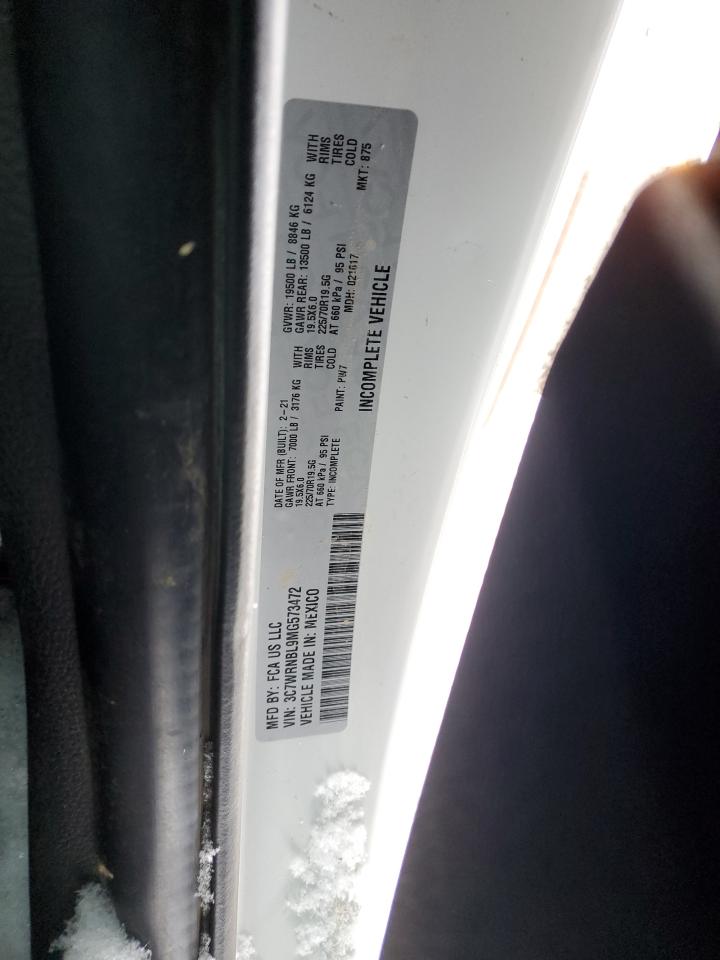 MFD BY: FCA US LLC
VIN: 3C7WRNBL9MG573472
VEHICLE MADE IN: MEXICO
DATE OF MFR (BUILT): 2-21
GAWR FRONT: 7000 LB / 3176 KG WITH
19.5X6.0 RIMS
225/70R19.5G TIRES
AT 660 kPa / 95 PSI COLD
TYPE: INCOMPLETE
PAINT: PW7
GVWR: 19500 LB / 8846 KG
GAWR REAR: 13500 LB / 6124 KG WITH
19.5X6.0 RIMS
225/70R19.5G TIRES
AT 660 kPa / 95 PSI COLD
MDH: 021617
MKT: 875
INCOMPLETE VEHICLE